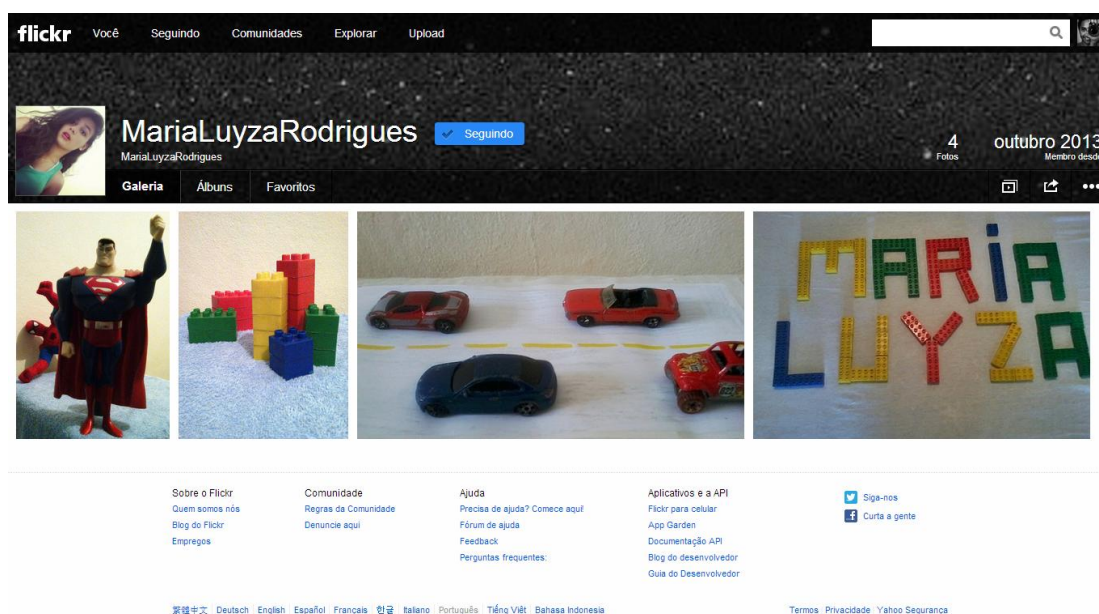 flickr Você Seguindo Comunidades Explorar Upload
MariaLuyzaRodrigues ✔ Seguindo
MariaLuyzaRodrigues
4
Fotos
outubro 2013
Membro desde
Galeria Álbuns Favoritos
MARiA
LUYZA
Sobre o Flickr
Quem somos nós
Blog do Flickr
Empregos
Comunidade
Regras da Comunidade
Denuncie aqui
Ajuda
Precisa de ajuda? Comece aqui!
Fórum de ajuda
Feedback
Perguntas frequentes:
Aplicativos e a API
Flickr para celular
App Garden
Documentação API
Blog do desenvolvedor
Guia do Desenvolvedor
Siga-nos
Curta a gente
繁體中文 Deutsch English Español Français 한글 Italiano Português Tiếng Việt Bahasa Indonesia
Termos Privacidade Yahoo Segurança